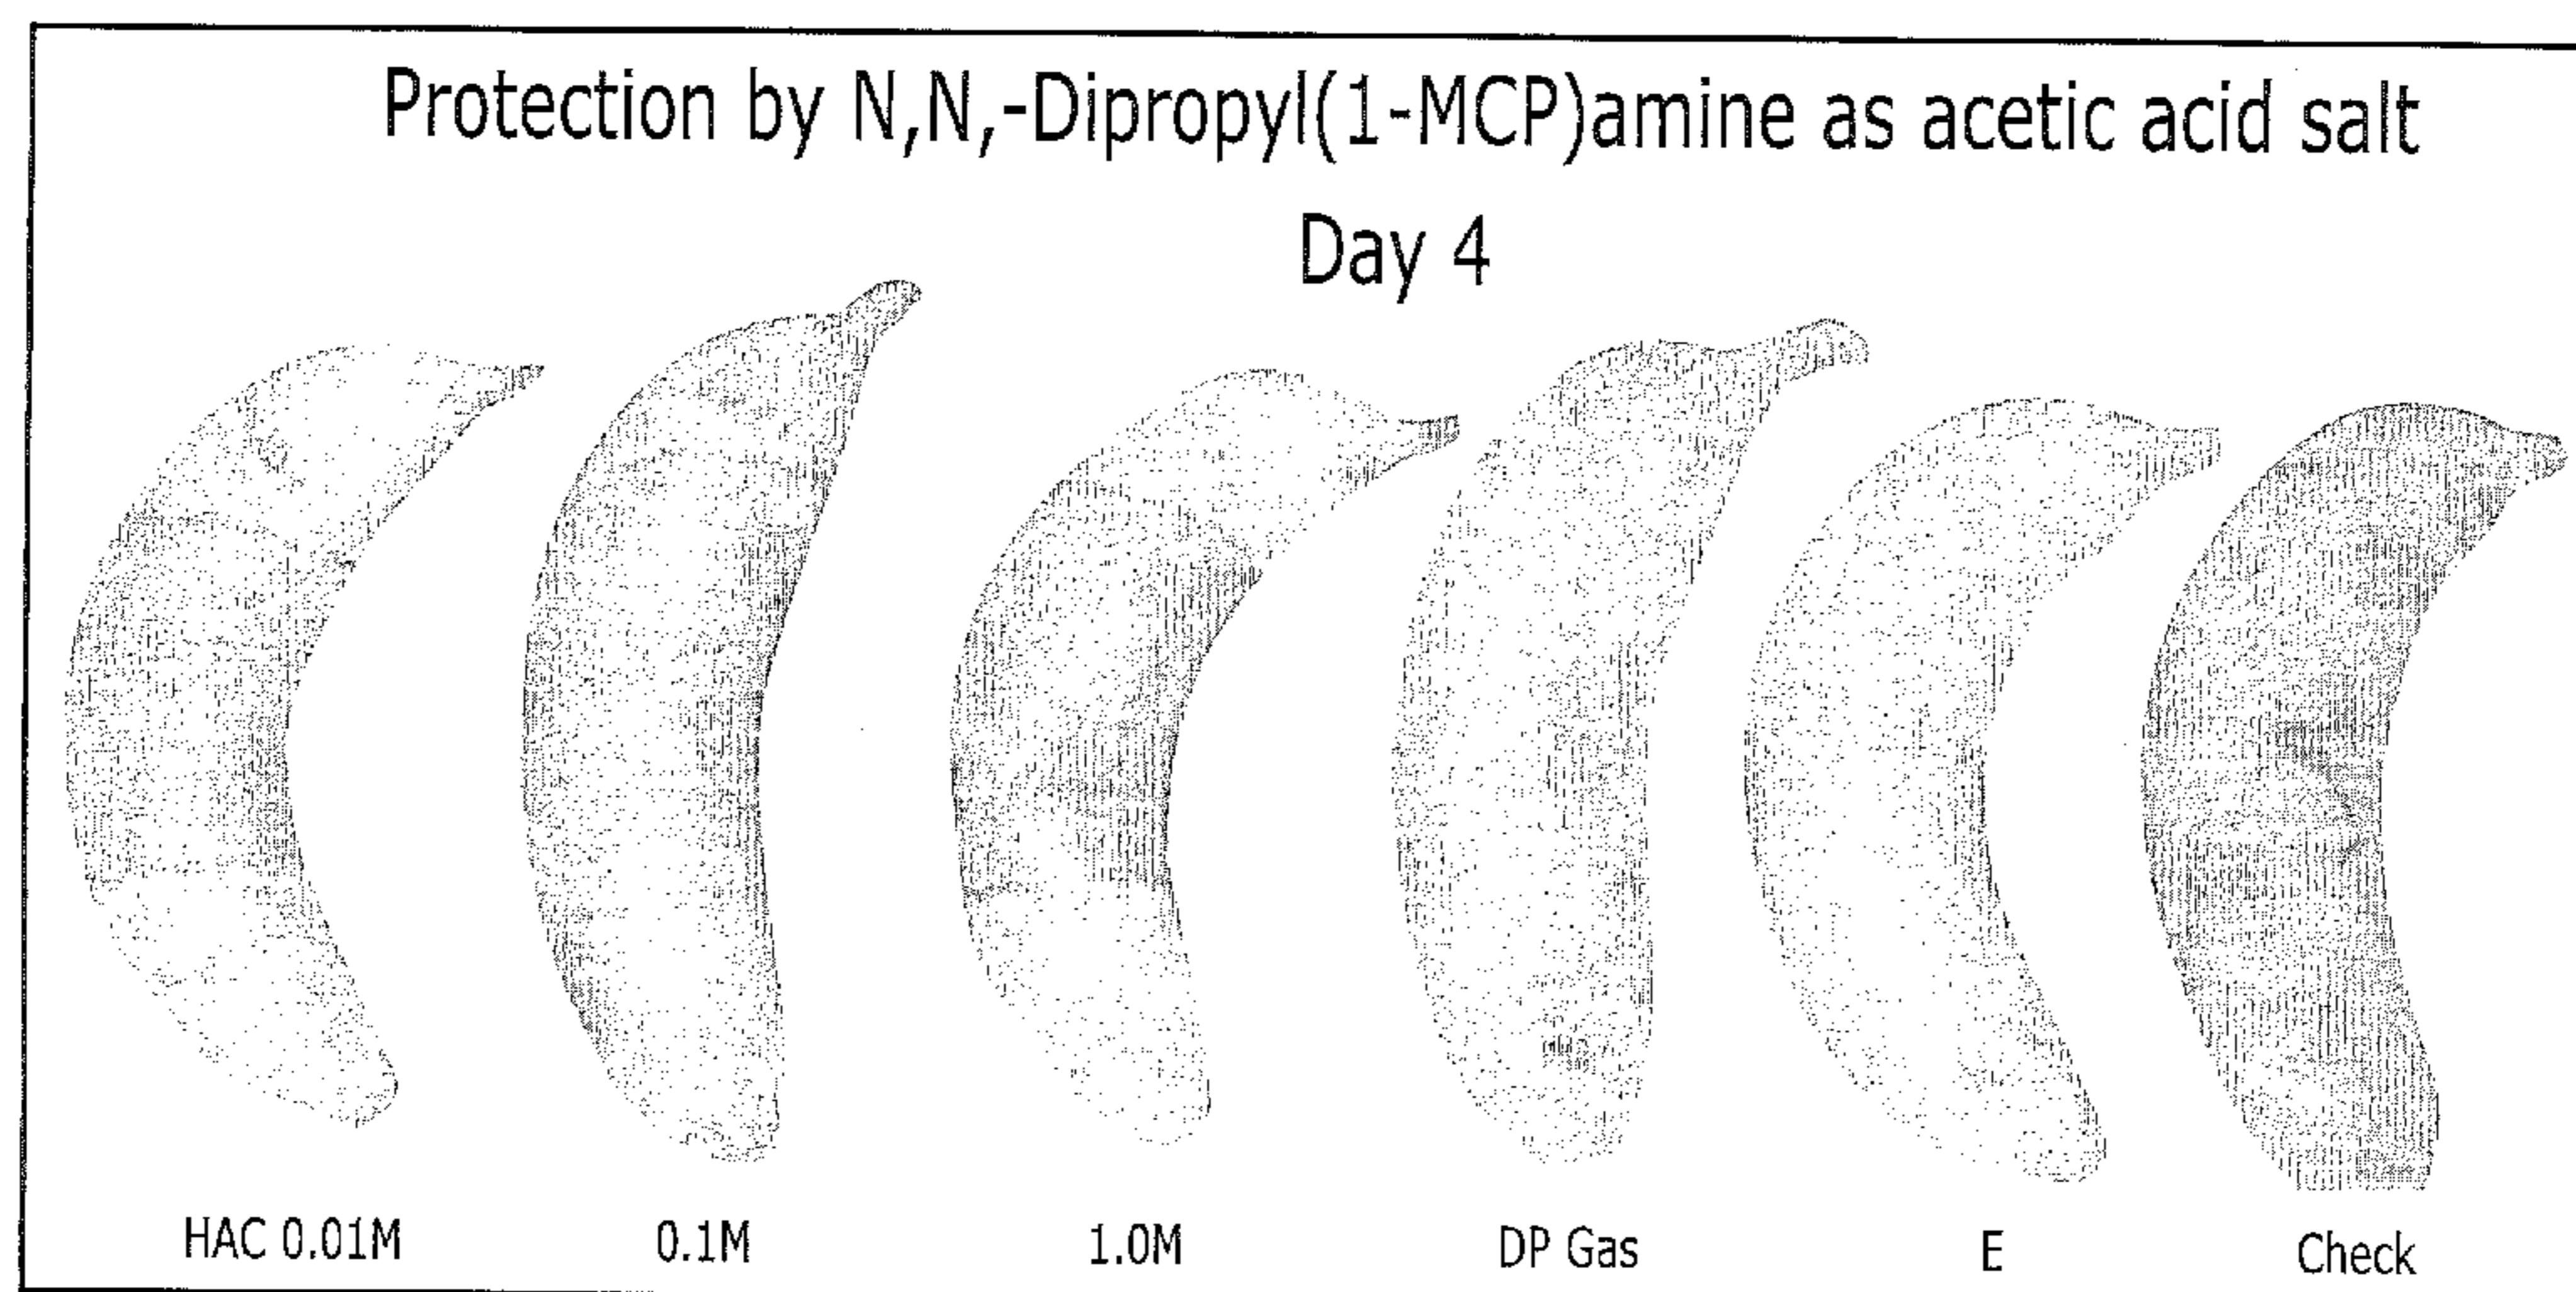 Protection by N,N,-Dipropyl(1-MCP)amine as acetic acid salt
Day 4
HAC 0.01M 0.1M 1.0M DP Gas E Check